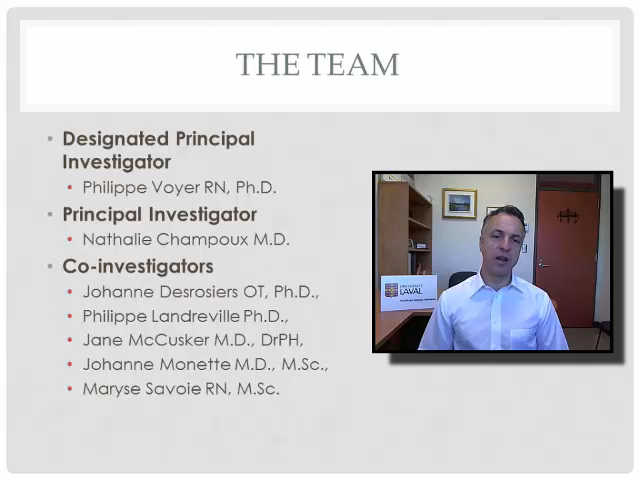 THE TEAM
• Designated Principal
Investigator
• Philippe Voyer RN, Ph.D.
• Principal Investigator
• Nathalie Champoux M.D.
• Co-investigators
• Johanne Desrosiers OT, Ph.D.,
• Philippe Landreville Ph.D.,
• Jane McCusker M.D., DrPH,
• Johanne Monette M.D., M.Sc.,
• Maryse Savoie RN, M.Sc.
UNIVERSITÉ
LAVAL